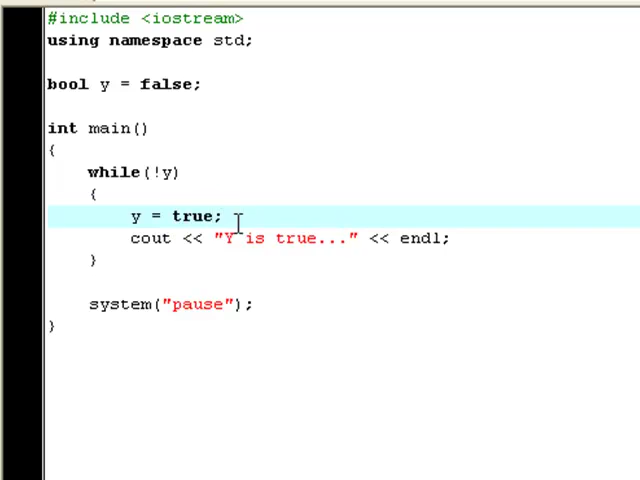 #include <iostream>
using namespace std;
bool y = false;
int main()
{
while(!y)
{
y = true;
cout << "Y is true..." << endl;
}
system("pause");
}